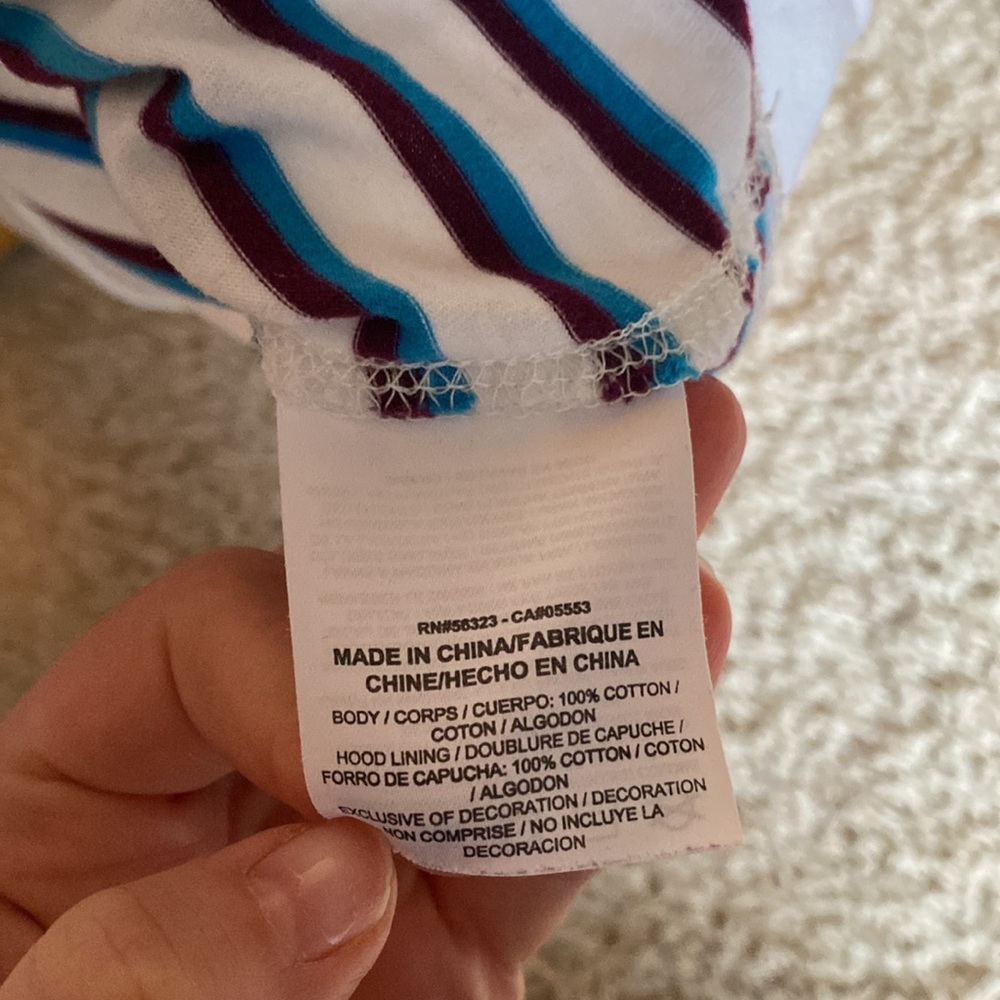 RN#56323 - CA#05553
MADE IN CHINA/FABRIQUE EN
CHINE/HECHO EN CHINA
BODY / CORPS / CUERPO: 100% COTTON /
COTON / ALGODON
HOOD LINING / DOUBLURE DE CAPUCHE /
FORRO DE CAPUCHA: 100% COTTON / COTON
/ ALGODON
EXCLUSIVE OF DECORATION / DECORATION
NON COMPRISE / NO INCLUYE LA
DECORACION